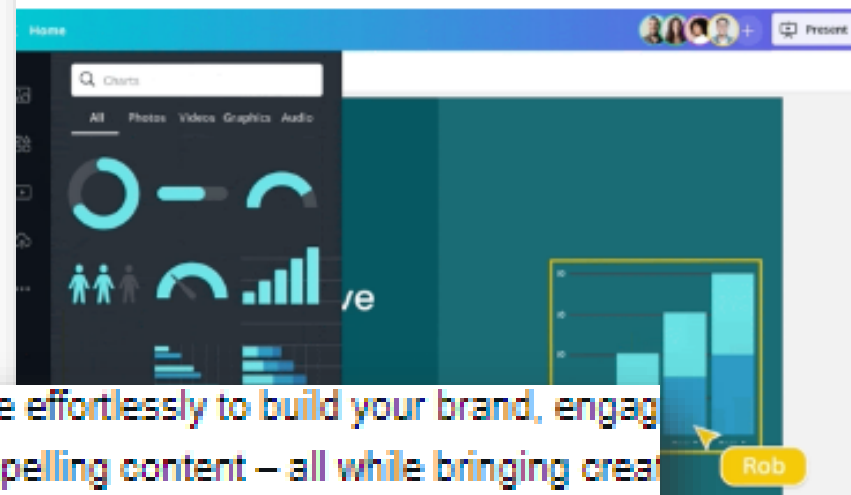 Home
Present
Charts
All Photos Videos Graphics Audio
ve
e effortlessly to build your brand, engag
pelling content – all while bringing creat
Rob